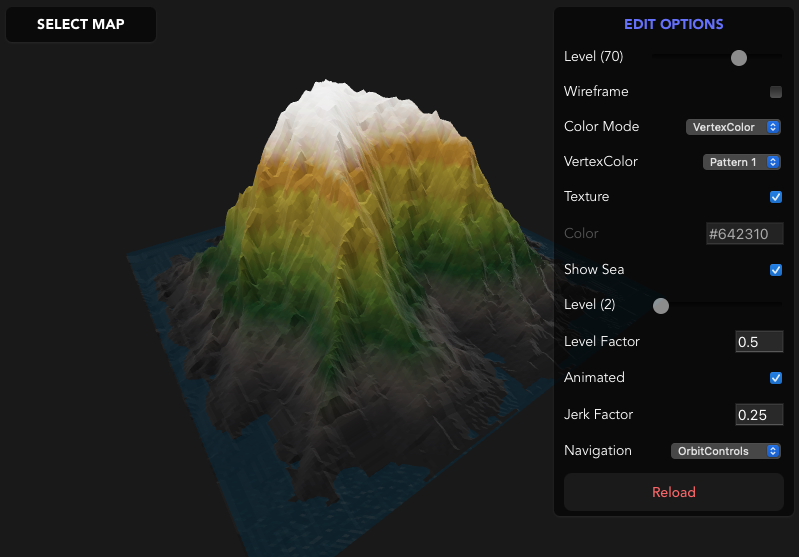 SELECT MAP
EDIT OPTIONS
Level (70)
Wireframe
Color Mode VertexColor
VertexColor Pattern 1
Texture
Color #642310
Show Sea
Level (2)
Level Factor 0.5
Animated
Jerk Factor 0.25
Navigation OrbitControls
Reload